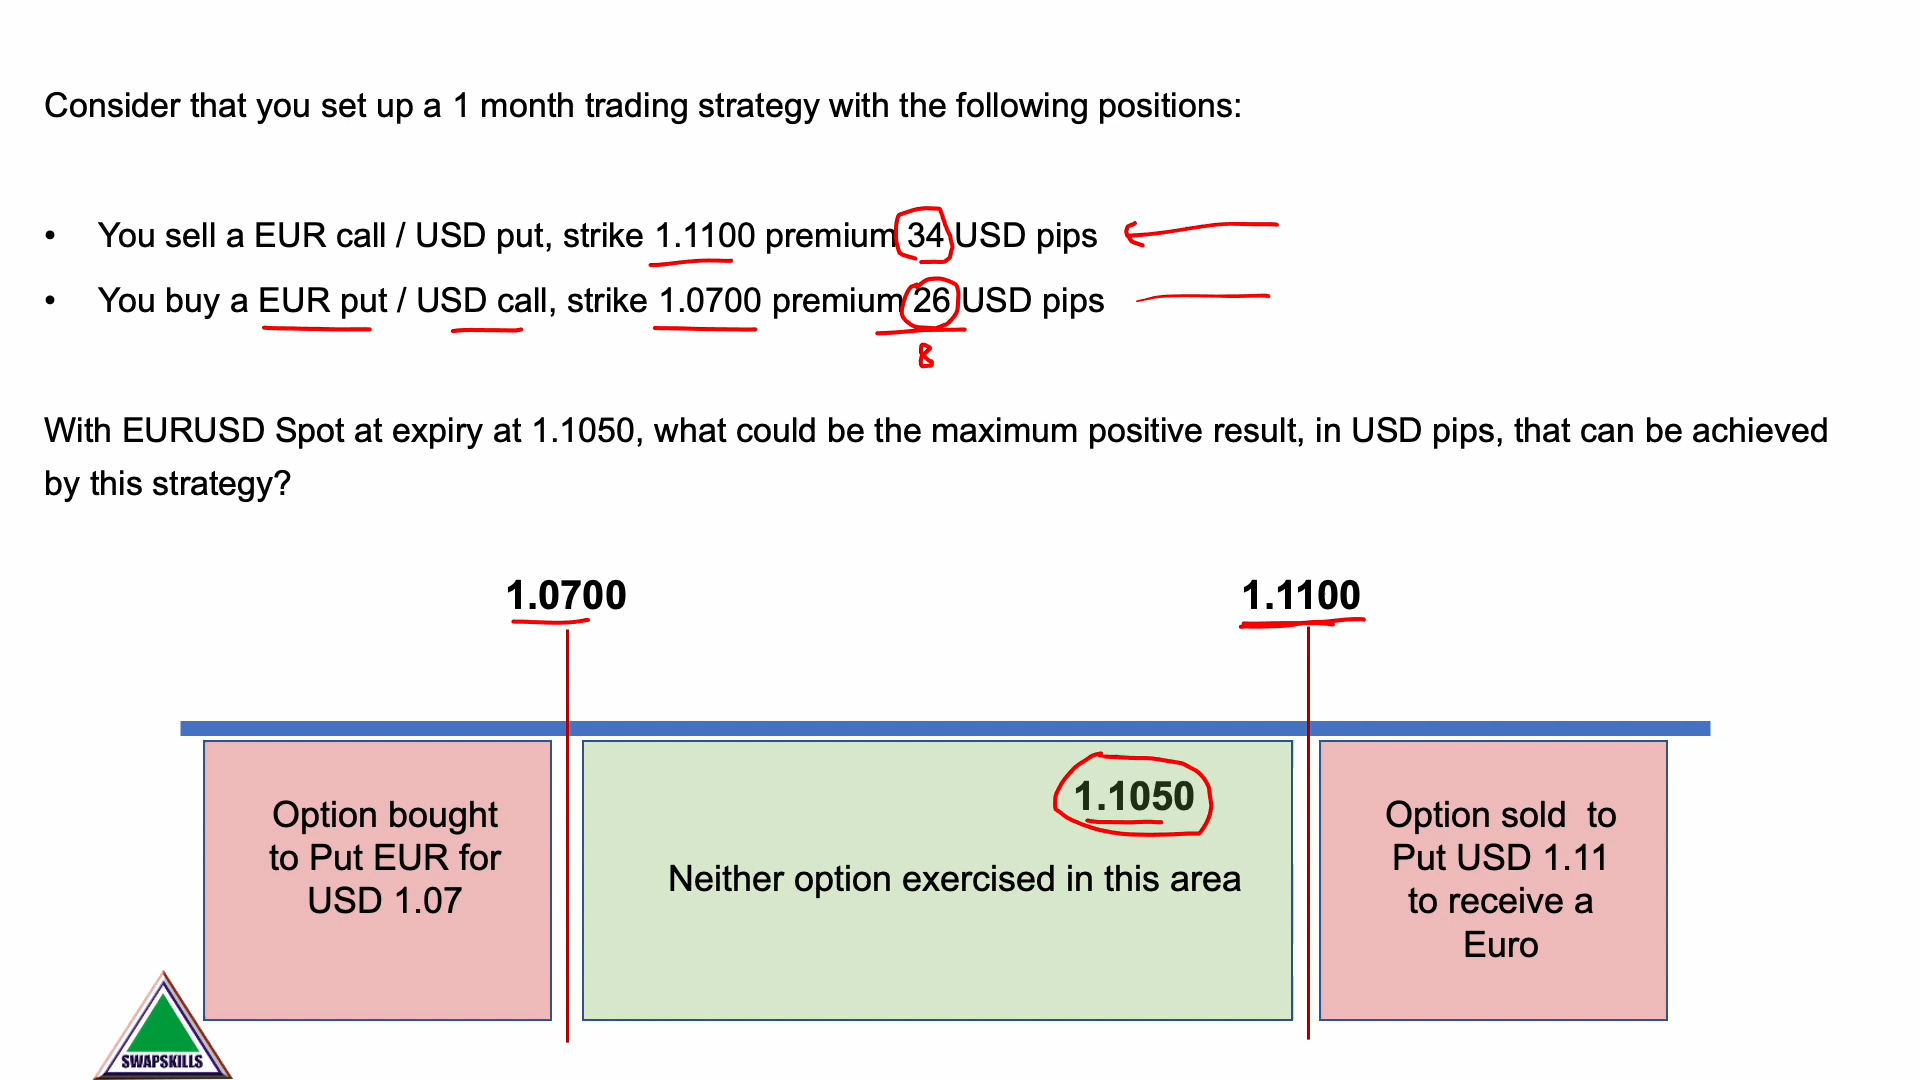 Consider that you set up a 1 month trading strategy with the following positions:
• You sell a EUR call / USD put, strike 1.1100 premium 34 USD pips
• You buy a EUR put / USD call, strike 1.0700 premium 26 USD pips
8
With EURUSD Spot at expiry at 1.1050, what could be the maximum positive result, in USD pips, that can be achieved
by this strategy?
1.0700
1.1100
Option bought
to Put EUR for
USD 1.07
1.1050
Neither option exercised in this area
Option sold to
Put USD 1.11
to receive a
Euro
SWAPSKILLS